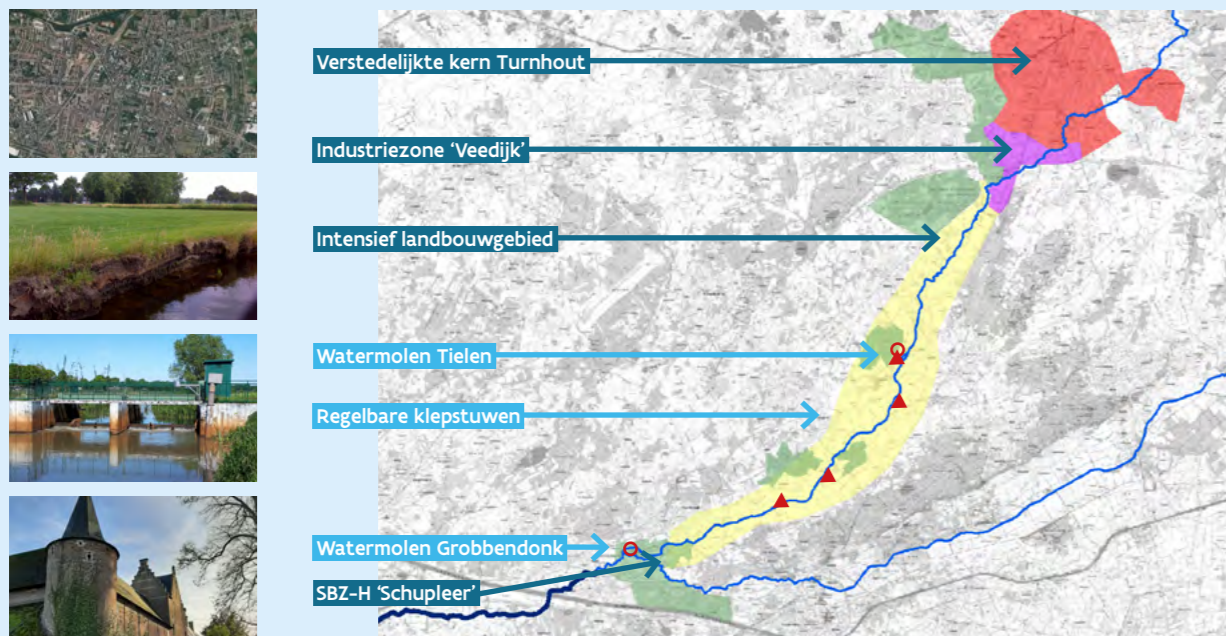 Verstedelijkte kern Turnhout
Industriezone ‘Veedijk’
Intensief landbouwgebied
Watermolen Tielen
Regelbare klepstuwen
Watermolen Grobbendonk
SBZ-H ‘Schupleer’